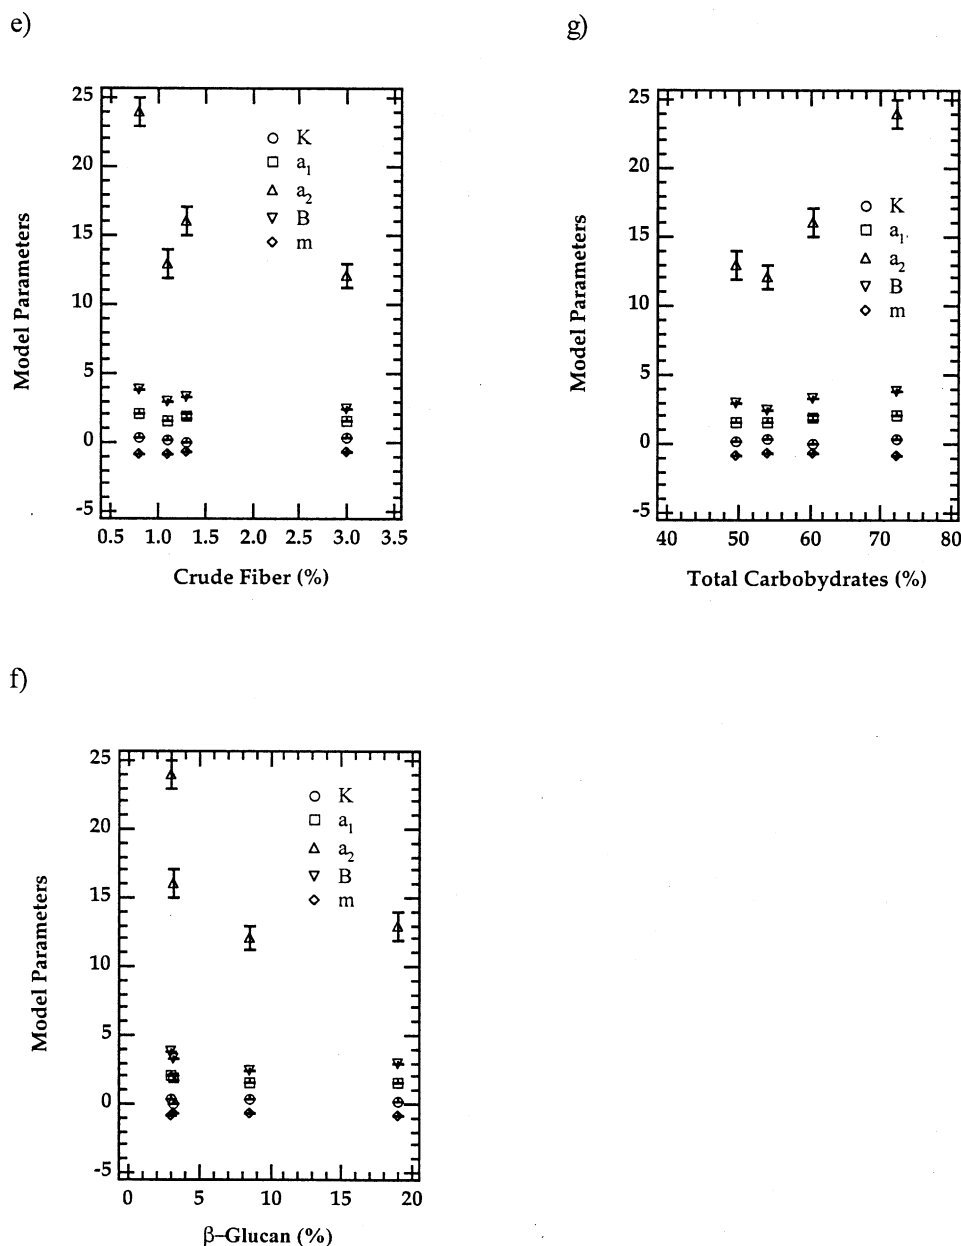 e)
25
20
15
10
5
0
-5
Model Parameters
K
a1
a2
B
m
0.5 1.0 1.5 2.0 2.5 3.0 3.5
Crude Fiber (%)
g)
25
20
15
10
5
0
-5
Model Parameters
K
a1
a2
B
m
40 50 60 70 80
Total Carbobydrates (%)
f)
25
20
15
10
5
0
-5
Model Parameters
K
a1
a2
B
m
0 5 10 15 20
β–Glucan (%)